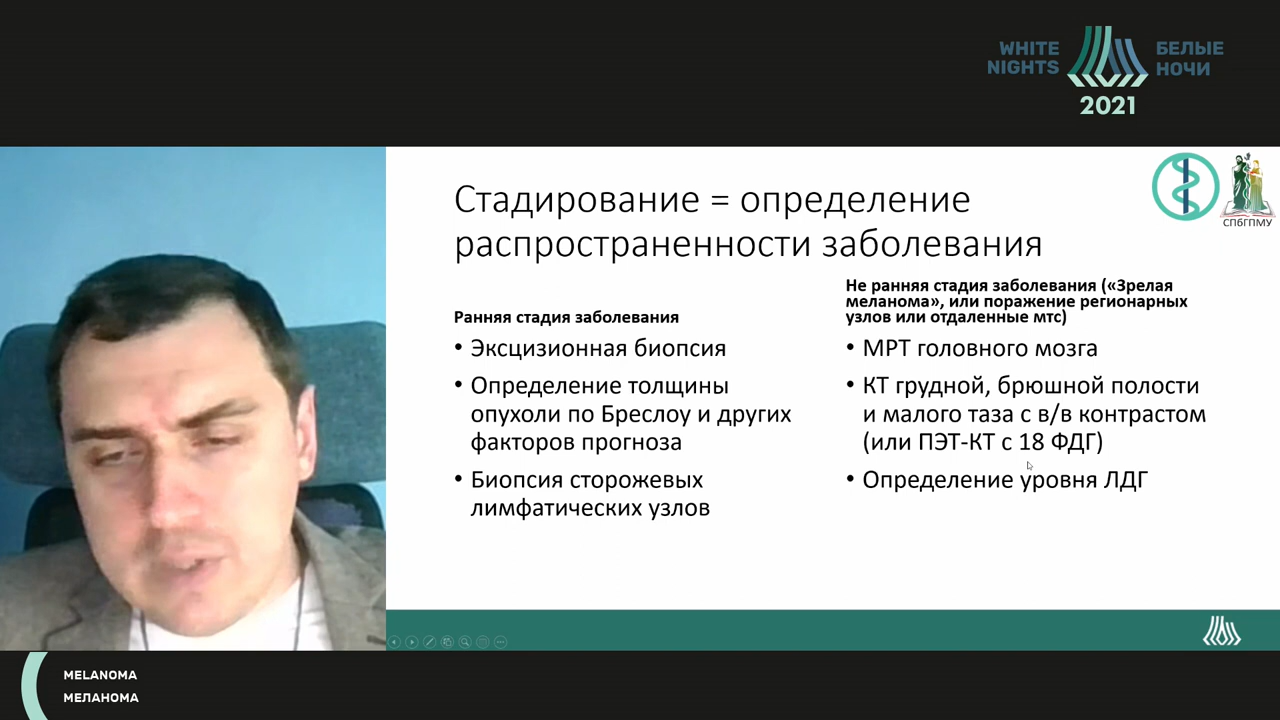 WHITE
NIGHTS
БЕЛЫЕ
НОЧИ
2021
СПбГПМУ
Стадирование = определение
распространенности заболевания
Ранняя стадия заболевания
• Эксцизионная биопсия
• Определение толщины
опухоли по Бреслоу и других
факторов прогноза
• Биопсия сторожевых
лимфатических узлов
Не ранняя стадия заболевания («Зрелая
меланома», или поражение регионарных
узлов или отдаленные мтс)
• МРТ головного мозга
• КТ грудной, брюшной полости
и малого таза с в/в контрастом
(или ПЭТ-КТ с 18 ФДГ)
• Определение уровня ЛДГ
MELANOMA
МЕЛАНОМА